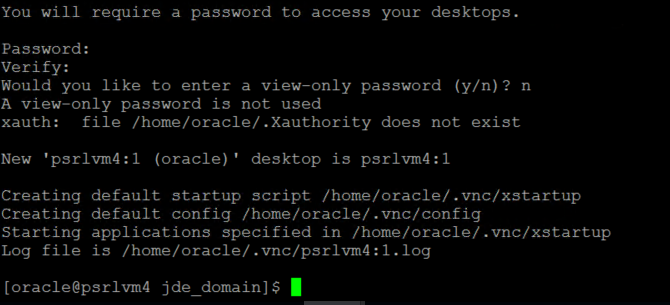 You will require a password to access your desktops.
Password:
Verify:
Would you like to enter a view-only password (y/n)? n
A view-only password is not used
xauth:  file /home/oracle/.Xauthority does not exist
New 'psrlvm4:1 (oracle)' desktop is psrlvm4:1
Creating default startup script /home/oracle/.vnc/xstartup
Creating default config /home/oracle/.vnc/config
Starting applications specified in /home/oracle/.vnc/xstartup
Log file is /home/oracle/.vnc/psrlvm4:1.log
[oracle@psrlvm4 jde_domain]$